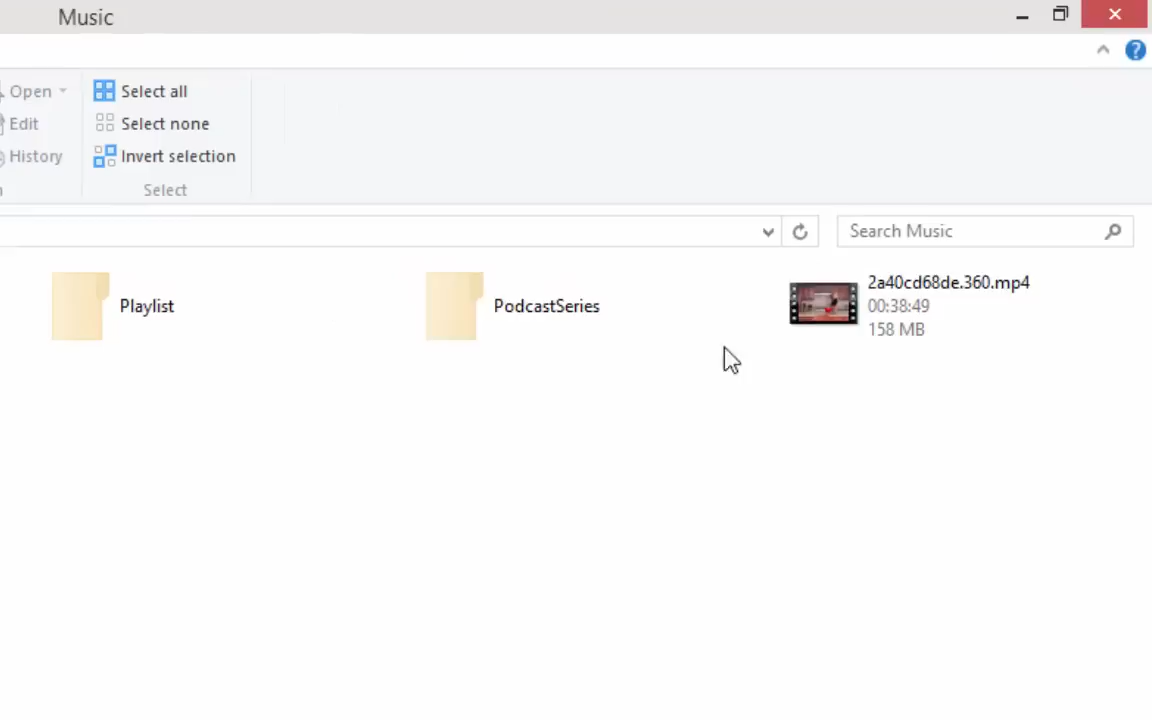 Music
Open
Select all
Edit
Select none
History
Invert selection
Select
Search Music
Playlist
PodcastSeries
2a40cd68de.360.mp4
00:38:49
158 MB